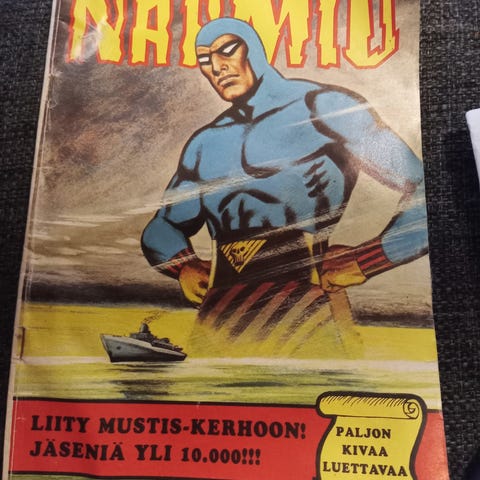 NAAMIO
LIITY MUSTIS-KERHOON!
JÄSENIÄ YLI 10.000!!!
PALJON
KIVAA
LUETTAVAA